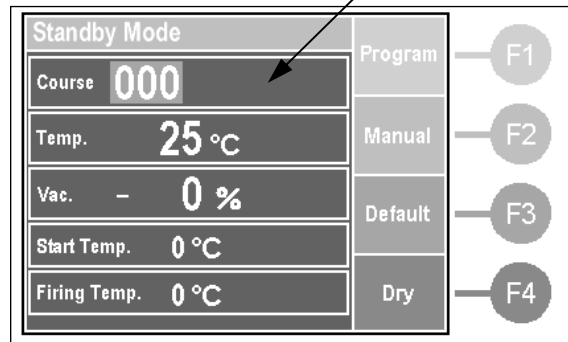 Standby Mode
Program F1
Course 000
Temp. 25 °C
Manual F2
Vac. – 0 %
Default F3
Start Temp. 0 °C
Firing Temp. 0 °C
Dry F4